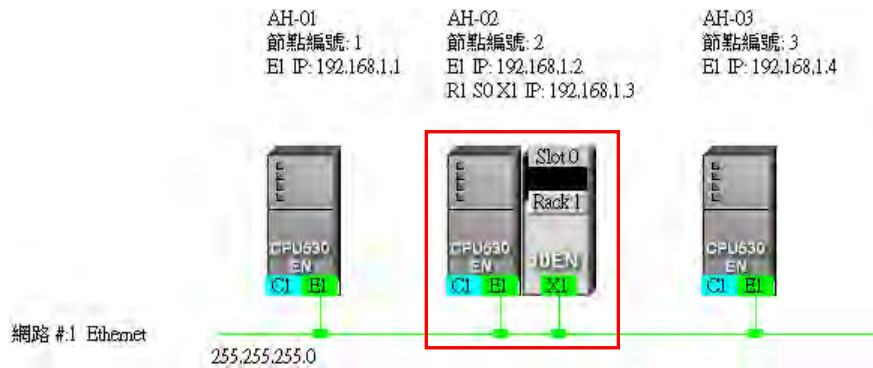 AH-01
節點編號: 1
E1 IP: 192.168.1.1
AH-02
節點編號: 2
E1 IP: 192.168.1.2
R1 S0 X1 IP: 192.168.1.3
AH-03
節點編號: 3
E1 IP: 192.168.1.4
CPU530
EN
C1 E1
CPU530
EN
C1 E1
Slot 0
Rack 1
10EN
X1
CPU530
EN
C1 E1
網路 #:1 Ethernet
255.255.255.0